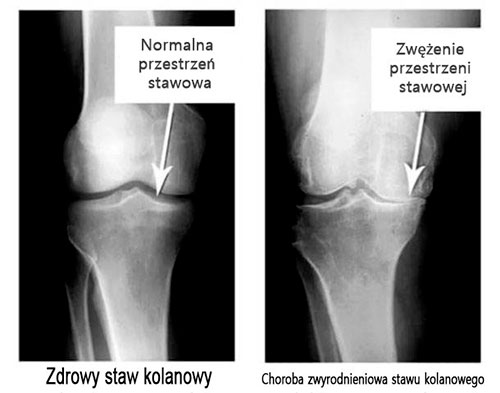 Normalna
przestrzeń
stawowa
Zwężenie
przestrzeni
stawowej
Zdrowy staw kolanowy
Choroba zwyrodnieniowa stawu kolanowego